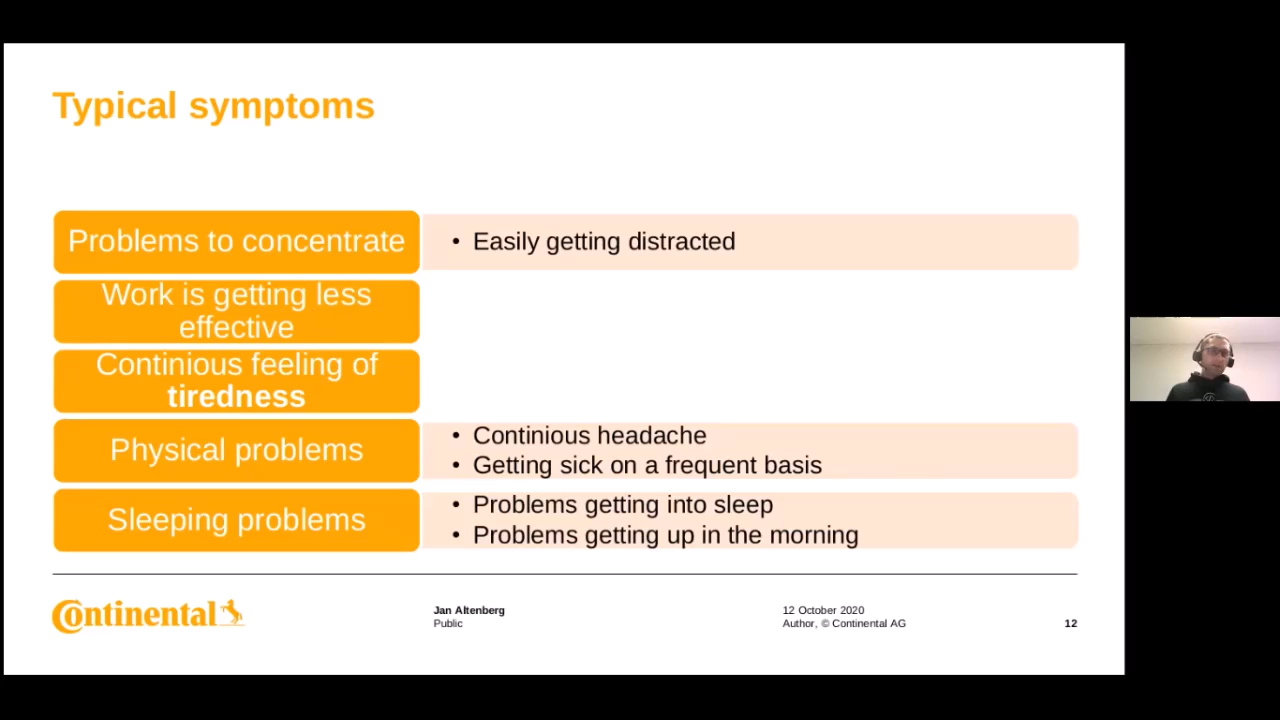 Typical symptoms
Problems to concentrate
• Easily getting distracted
Work is getting less
effective
Continious feeling of
tiredness
Physical problems
• Continious headache
• Getting sick on a frequent basis
Sleeping problems
• Problems getting into sleep
• Problems getting up in the morning
Continental
Jan Altenberg
Public
12 October 2020
Author, © Continental AG
12